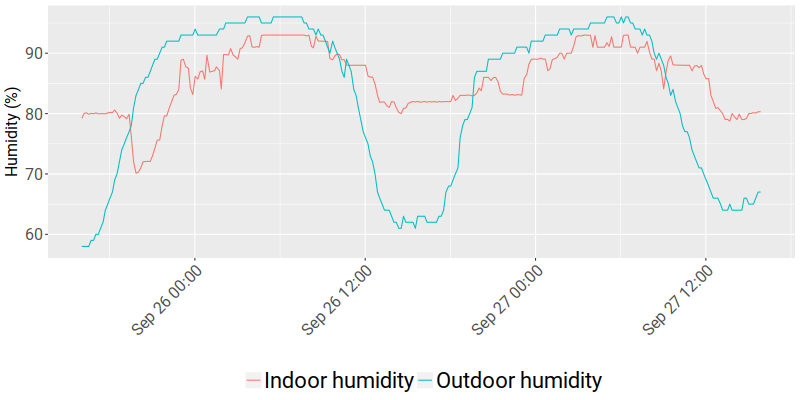 Humidity (%)
90
80
70
60
Sep 26 00:00
Sep 26 12:00
Sep 27 00:00
Sep 27 12:00
Indoor humidity Outdoor humidity